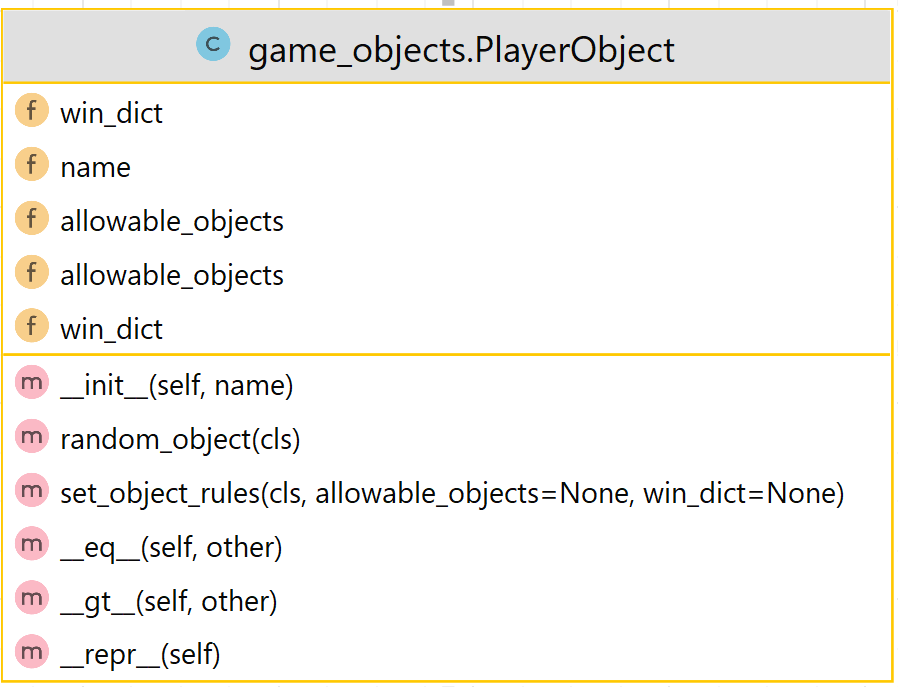 C game_objects.PlayerObject
f win_dict
f name
f allowable_objects
f allowable_objects
f win_dict
m __init__(self, name)
m random_object(cls)
m set_object_rules(cls, allowable_objects=None, win_dict=None)
m __eq__(self, other)
m __gt__(self, other)
m __repr__(self)